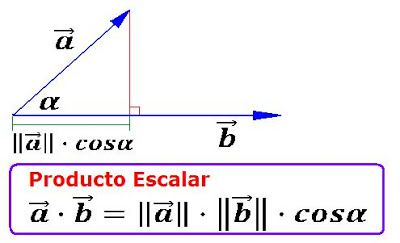 a⃗
α
‖a⃗‖ · cosα
b⃗
Producto Escalar
a⃗ · b⃗ = ‖a⃗‖ · ‖b⃗‖ · cosα